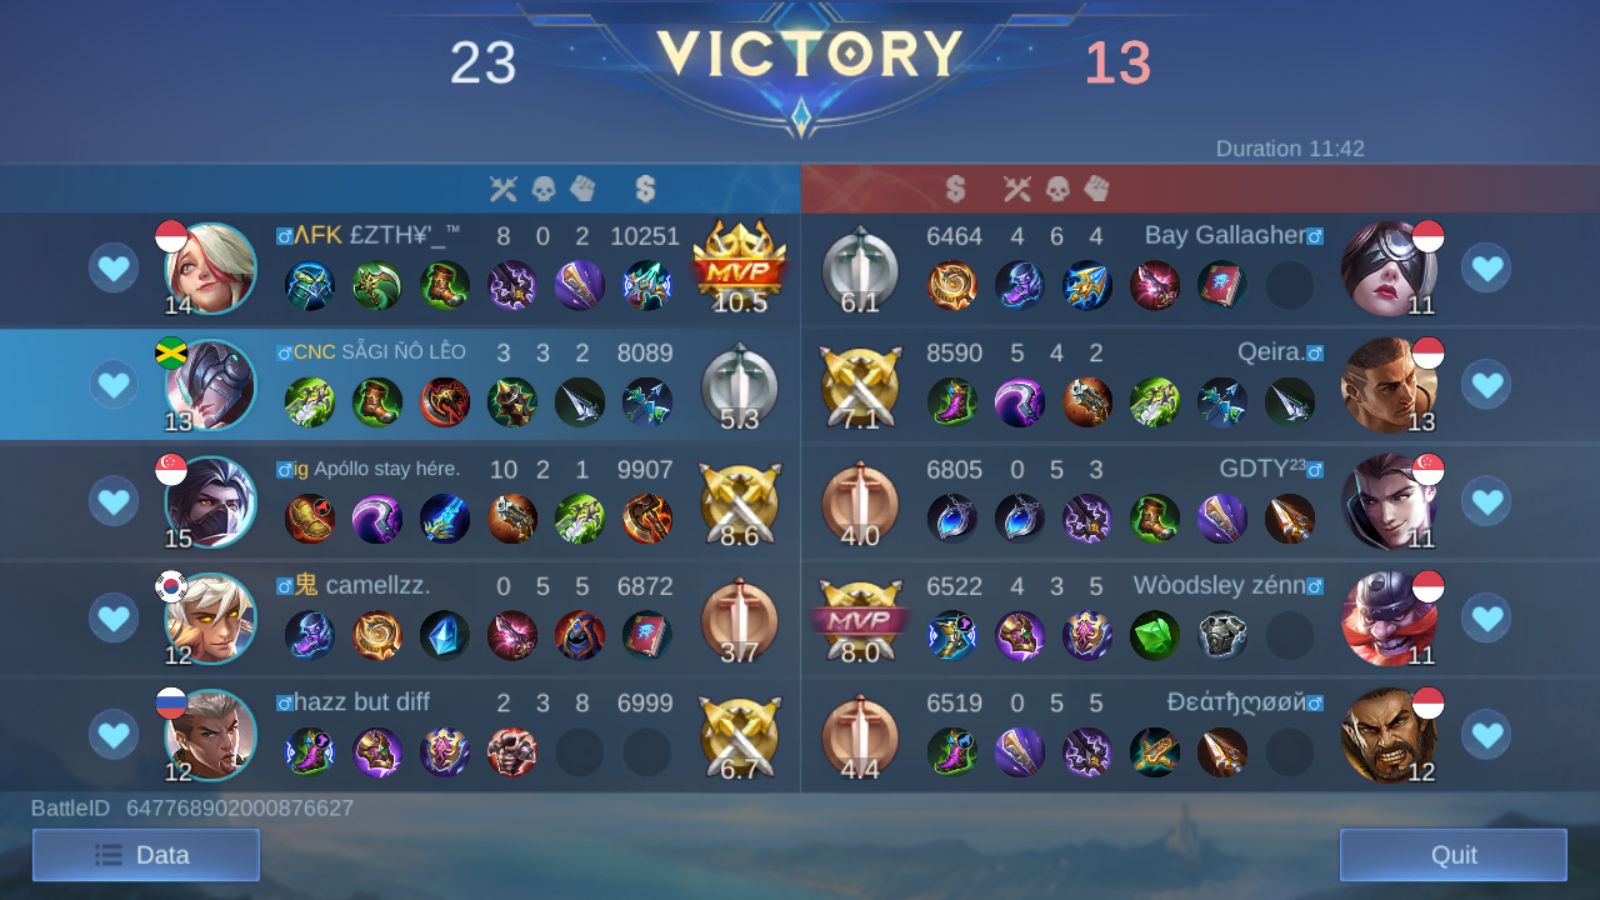 23 VICTORY 13
Duration 11:42
ΛFK £ZTH¥'_™ 8 0 2 10251 MVP 10.5 14
6.1 6464 4 6 4 Bay Gallagher 11
CNC SẴGI ŇÔ LẺO 3 3 2 8089 5.3 13
7.1 8590 5 4 2 Qeira. 13
ig Apóllo stay hére. 10 2 1 9907 8.6 15
4.0 6805 0 5 3 GDTY²³ 11
鬼 camellzz. 0 5 5 6872 3.7 12
MVP 8.0 6522 4 3 5 Wòodsley zénn 11
hazz but diff 2 3 8 6999 6.7 12
4.4 6519 0 5 5 Ðεάтђლøøй 12
BattleID 647768902000876627
Data
Quit